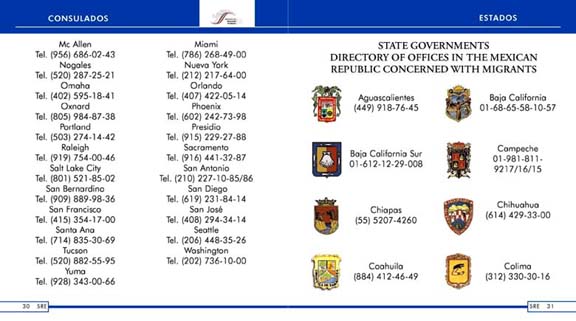 CONSULADOS
Mc Allen
Tel. (956) 686-02-43
Nogales
Tel. (520) 287-25-21
Omaha
Tel. (402) 595-18-41
Oxnard
Tel. (805) 984-87-38
Portland
Tel. (503) 274-14-42
Raleigh
Tel. (919) 754-00-46
Salt Lake City
Tel. (801) 521-85-02
San Bernardino
Tel. (909) 889-98-36
San Francisco
Tel. (415) 354-17-00
Santa Ana
Tel. (714) 835-30-69
Tucson
Tel. (520) 882-55-95
Yuma
Tel. (928) 343-00-66
Miami
Tel. (786) 268-49-00
Nueva York
Tel. (212) 217-64-00
Orlando
Tel. (407) 422-05-14
Phoenix
Tel. (602) 242-73-98
Presidio
Tel. (915) 229-27-88
Sacramento
Tel. (916) 441-32-87
San Antonio
Tel. (210) 227-10-85/86
San Diego
Tel. (619) 231-84-14
San José
Tel. (408) 294-34-14
Seattle
Tel. (206) 448-35-26
Washington
Tel. (202) 736-10-00
30 SRE
ESTADOS
STATE GOVERNMENTS
DIRECTORY OF OFFICES IN THE MEXICAN
REPUBLIC CONCERNED WITH MIGRANTS
Aguascalientes
(449) 918-76-45
Baja California
01-68-65-58-10-57
Baja California Sur
01-612-12-29-008
Campeche
01-981-811-
9217/16/15
Chiapas
(55) 5207-4260
Chihuahua
(614) 429-33-00
Coahuila
(884) 412-46-49
Colima
(312) 330-30-16
SRE 31